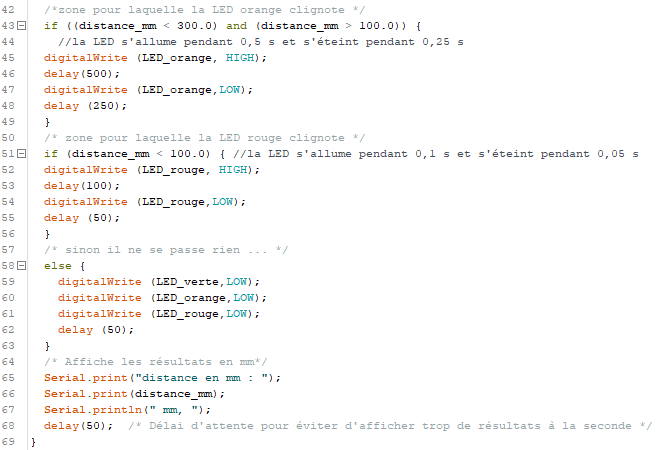 42 /*zone pour laquelle la LED orange clignote */
43 if ((distance_mm < 300.0) and (distance_mm > 100.0)) {
44 //la LED s'allume pendant 0,5 s et s'éteint pendant 0,25 s
45 digitalWrite (LED_orange, HIGH);
46 delay(500);
47 digitalWrite (LED_orange,LOW);
48 delay (250);
49 }
50 /* zone pour laquelle la LED rouge clignote */
51 if (distance_mm < 100.0) { //la LED s'allume pendant 0,1 s et s'éteint pendant 0,05 s
52 digitalWrite (LED_rouge, HIGH);
53 delay(100);
54 digitalWrite (LED_rouge,LOW);
55 delay (50);
56 }
57 /* sinon il ne se passe rien ... */
58 else {
59 digitalWrite (LED_verte,LOW);
60 digitalWrite (LED_orange,LOW);
61 digitalWrite (LED_rouge,LOW);
62 delay (50);
63 }
64 /* Affiche les résultats en mm*/
65 Serial.print("distance en mm : ");
66 Serial.print(distance_mm);
67 Serial.println(" mm, ");
68 delay(50); /* Délai d'attente pour éviter d'afficher trop de résultats à la seconde */
69 }